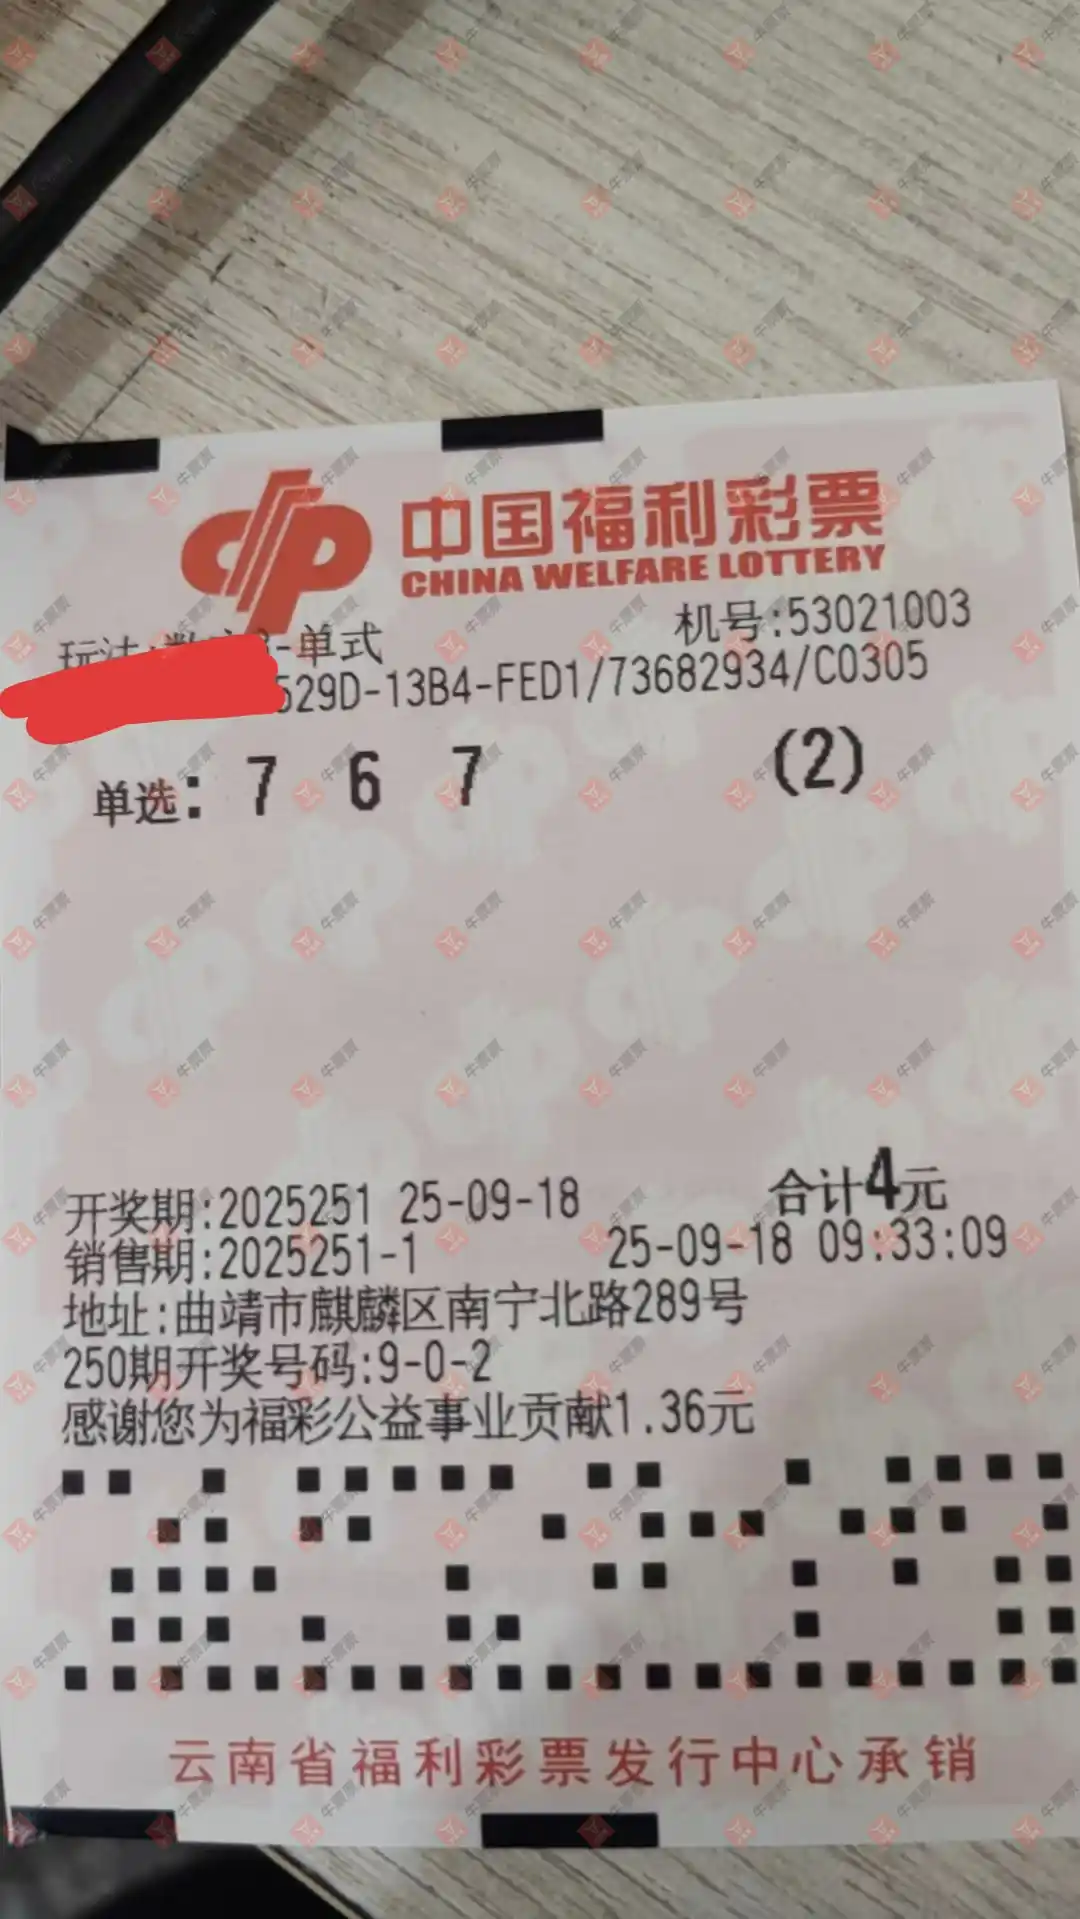 中国福利彩票
CHINA WELFARE LOTTERY
机号:53021003
3-单式
529D-13B4-FED1/73682934/C0305
单选: 7 6 7 (2)
合计4元
开奖期:2025251 25-09-18
销售期:2025251-1 25-09-18 09:33:09
地址:曲靖市麒麟区南宁北路289号
250期开奖号码:9-0-2
感谢您为福彩公益事业贡献1.36元
云南省福利彩票发行中心承销
牛票票